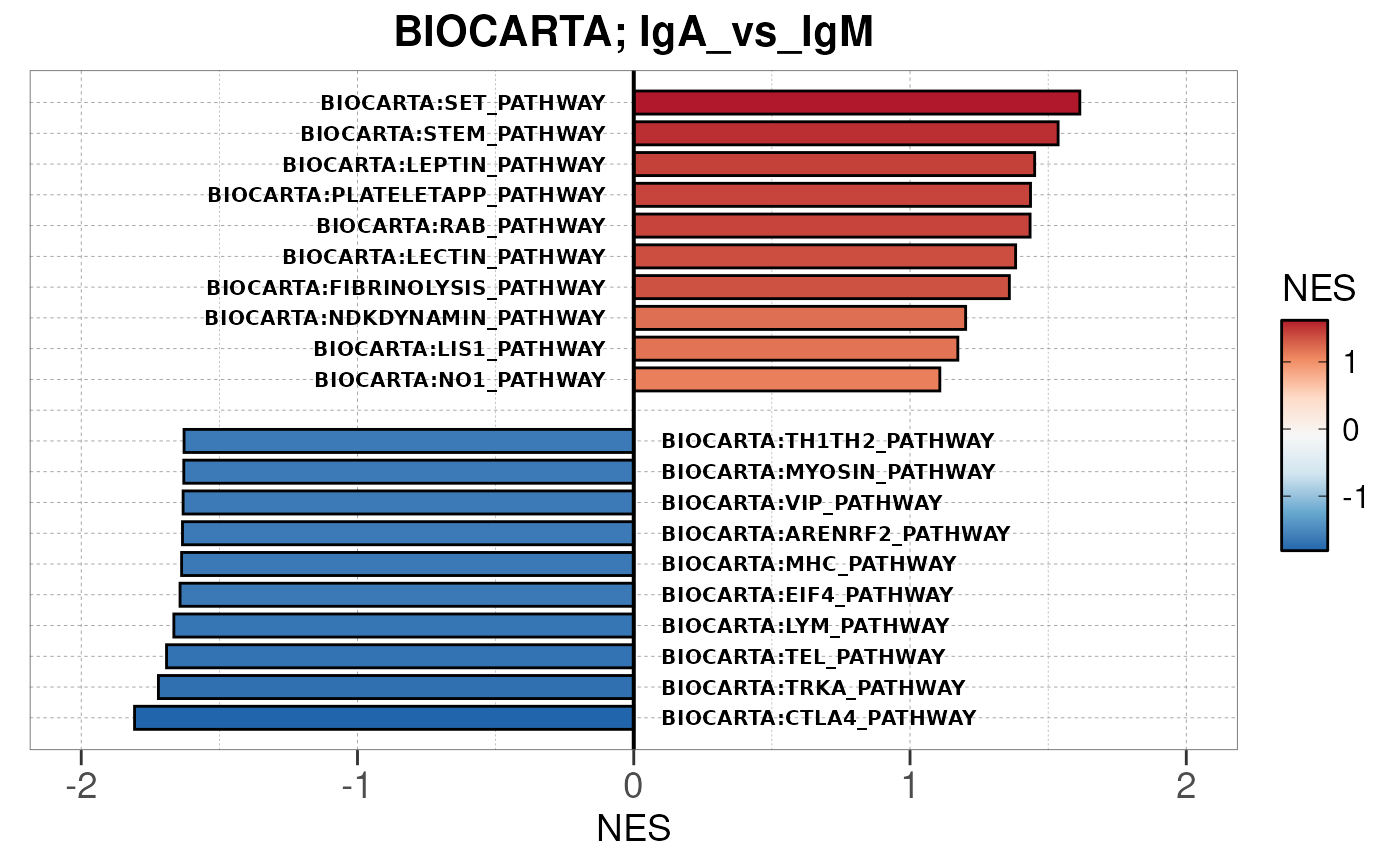 BIOCARTA; IgA_vs_IgM
BIOCARTA:SET_PATHWAY
BIOCARTA:STEM_PATHWAY
BIOCARTA:LEPTIN_PATHWAY
BIOCARTA:PLATELETAPP_PATHWAY
BIOCARTA:RAB_PATHWAY
BIOCARTA:LECTIN_PATHWAY
BIOCARTA:FIBRINOLYSIS_PATHWAY
BIOCARTA:NDKDYNAMIN_PATHWAY
BIOCARTA:LIS1_PATHWAY
BIOCARTA:NO1_PATHWAY
BIOCARTA:TH1TH2_PATHWAY
BIOCARTA:MYOSIN_PATHWAY
BIOCARTA:VIP_PATHWAY
BIOCARTA:ARENRF2_PATHWAY
BIOCARTA:MHC_PATHWAY
BIOCARTA:EIF4_PATHWAY
BIOCARTA:LYM_PATHWAY
BIOCARTA:TEL_PATHWAY
BIOCARTA:TRKA_PATHWAY
BIOCARTA:CTLA4_PATHWAY
-2 -1 0 1 2
NES
NES
1
0
-1